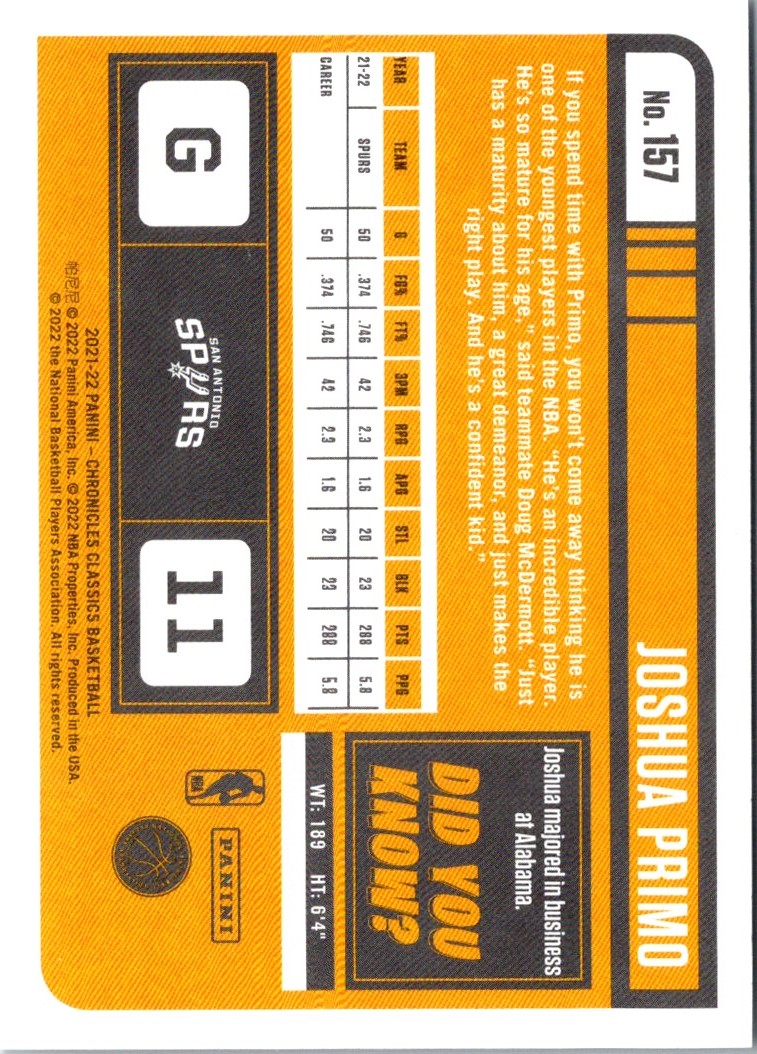 No. 157
JOSHUA PRIMO
If you spend time with Primo, you won't come away thinking he is
one of the youngest players in the NBA. "He's an incredible player.
He's so mature for his age," said teammate Doug McDermott. "Just
has a maturity about him, a great demeanor, and just makes the
right play. And he's a confident kid."
Joshua majored in business
at Alabama.
DID YOU
KNOW?
WT: 189 HT: 6'4"
YEAR TEAM G FG% FT% 3PM RPG APG STL BLK PTS PPG
21-22 SPURS 50 .374 .746 42 2.3 1.6 20 23 288 5.8
CAREER 50 .374 .746 42 2.3 1.6 20 23 288 5.8
G
SAN ANTONIO
SPURS
11
NBA
PANINI
2021-22 PANINI – CHRONICLES CLASSICS BASKETBALL
帕尼尼 © 2022 Panini America, Inc. © 2022 NBA Properties, Inc. Produced in the USA.
© 2022 the National Basketball Players Association. All rights reserved.